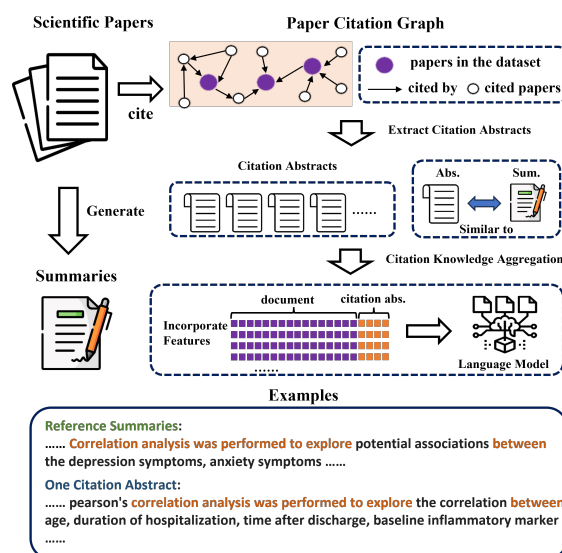 Scientific Papers
Paper Citation Graph
cite
papers in the dataset
cited by
cited papers
Extract Citation Abstracts
Citation Abstracts
......
Abs.
Sum.
Similar to
Generate
Citation Knowledge Aggregation
Summaries
document
citation abs.
Incorporate
Features
......
Language Model
Examples
Reference Summaries:
...... Correlation analysis was performed to explore potential associations between
the depression symptoms, anxiety symptoms ......
One Citation Abstract:
...... pearson's correlation analysis was performed to explore the correlation between
age, duration of hospitalization, time after discharge, baseline inflammatory marker
......